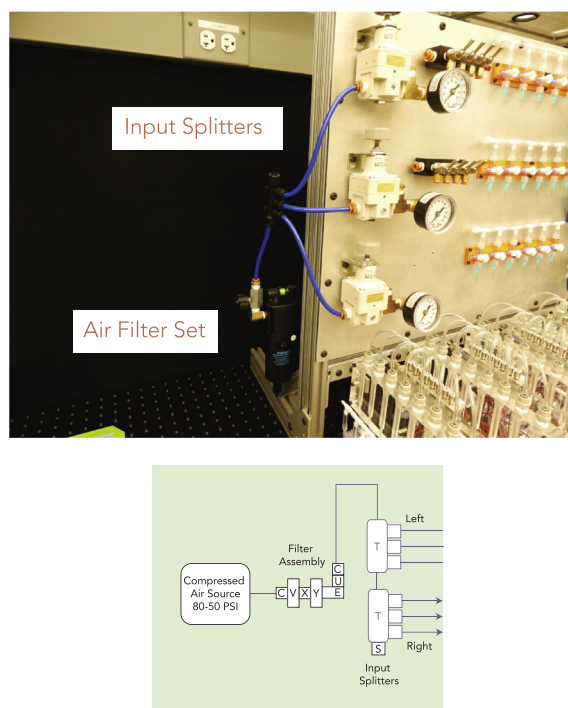 Input Splitters
Air Filter Set
Left
T
Filter
Assembly
C
U
Compressed
Air Source
80-50 PSI
C V X Y E
T
Right
S
Input
Splitters